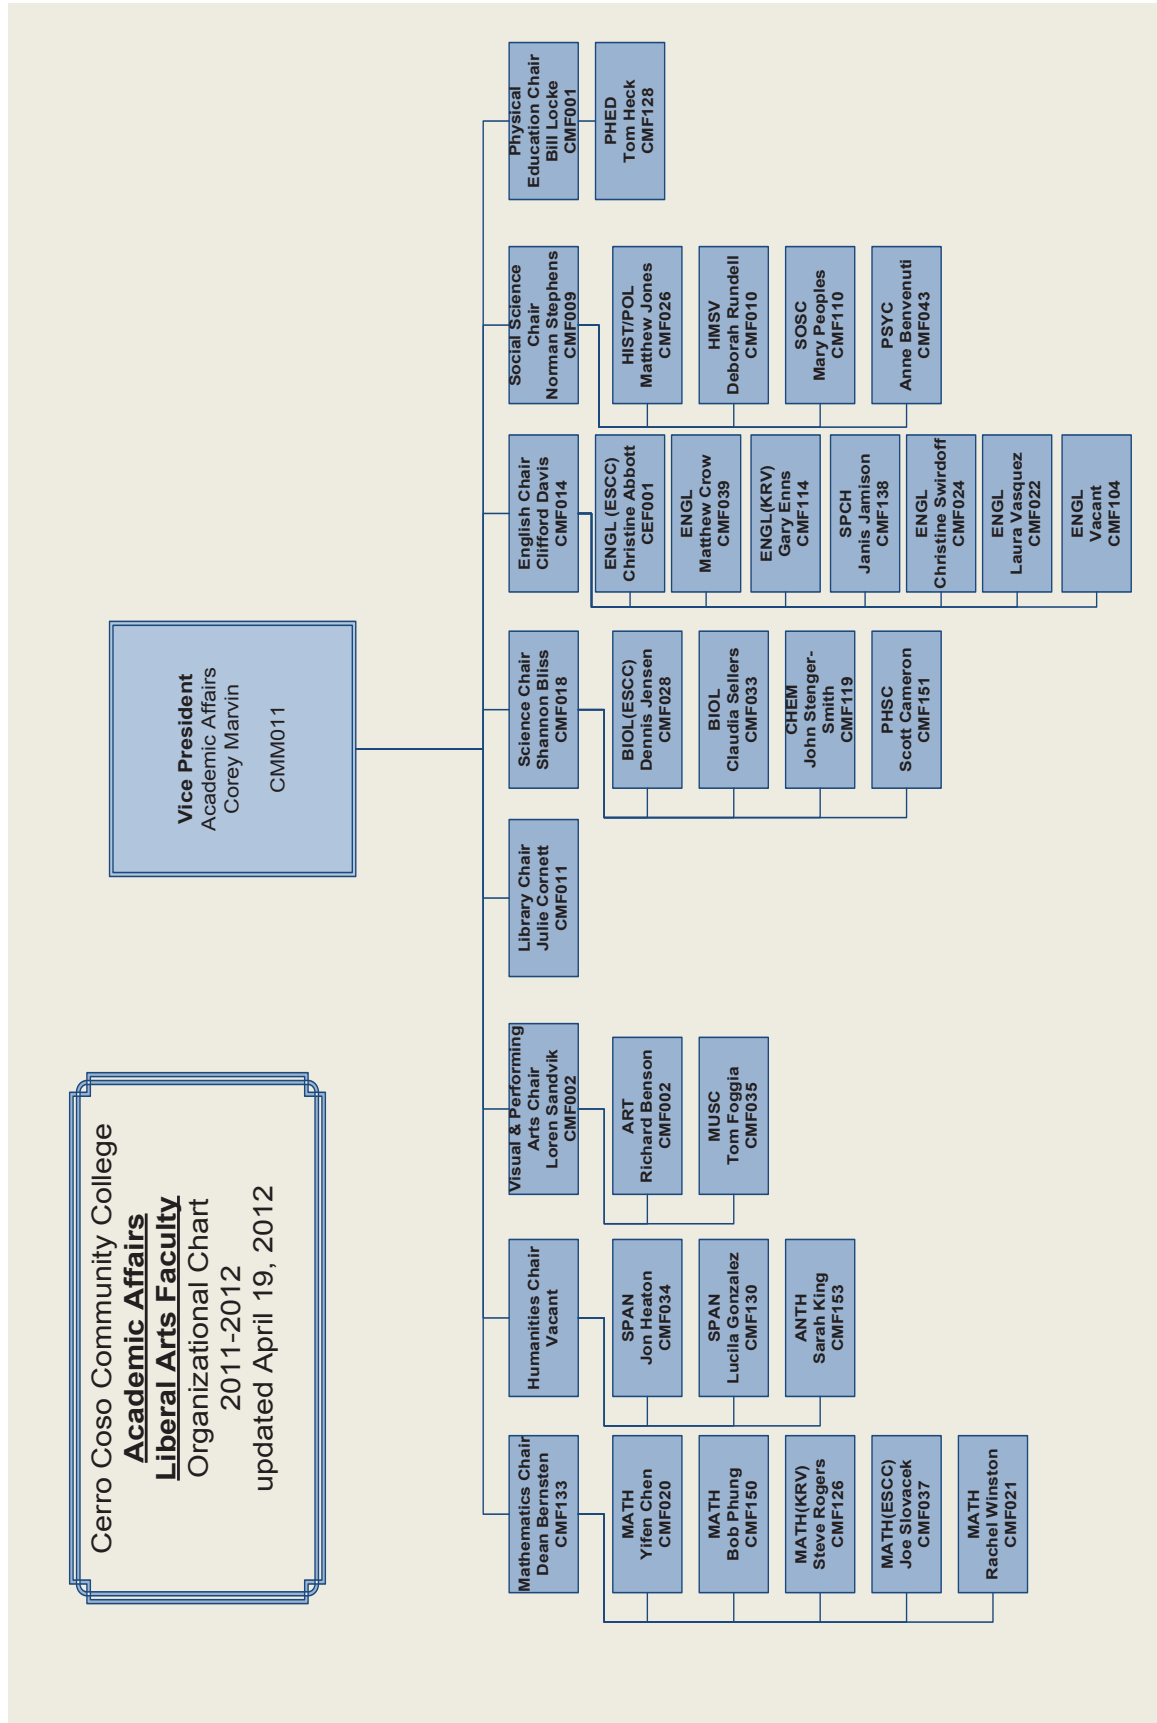 Cerro Coso Community College
Academic Affairs
Liberal Arts Faculty
Organizational Chart
2011-2012
updated April 19, 2012
Vice President
Academic Affairs
Corey Marvin
CMM011
Mathematics Chair
Dean Bernsten
CMF133
MATH
Yifen Chen
CMF020
MATH
Bob Phung
CMF150
MATH(KRV)
Steve Rogers
CMF126
MATH(ESCC)
Joe Slovacek
CMF037
MATH
Rachel Winston
CMF021
Humanities Chair
Vacant
SPAN
Jon Heaton
CMF034
SPAN
Lucila Gonzalez
CMF130
ANTH
Sarah King
CMF153
Visual & Performing
Arts Chair
Loren Sandvik
CMF002
ART
Richard Benson
CMF002
MUSC
Tom Foggia
CMF035
Library Chair
Julie Cornett
CMF011
Science Chair
Shannon Bliss
CMF018
BIOL(ESCC)
Dennis Jensen
CMF028
BIOL
Claudia Sellers
CMF033
CHEM
John Stenger-
Smith
CMF119
PHSC
Scott Cameron
CMF151
English Chair
Clifford Davis
CMF014
ENGL (ESCC)
Christine Abbott
CEF001
ENGL
Matthew Crow
CMF039
ENGL(KRV)
Gary Enns
CMF114
SPCH
Janis Jamison
CMF138
ENGL
Christine Swirdoff
CMF024
ENGL
Laura Vasquez
CMF022
ENGL
Vacant
CMF104
Social Science
Chair
Norman Stephens
CMF009
HIST/POL
Matthew Jones
CMF026
HMSV
Deborah Rundell
CMF010
SOSC
Mary Peoples
CMF110
PSYC
Anne Benvenuti
CMF043
Physical
Education Chair
Bill Locke
CMF001
PHED
Tom Heck
CMF128